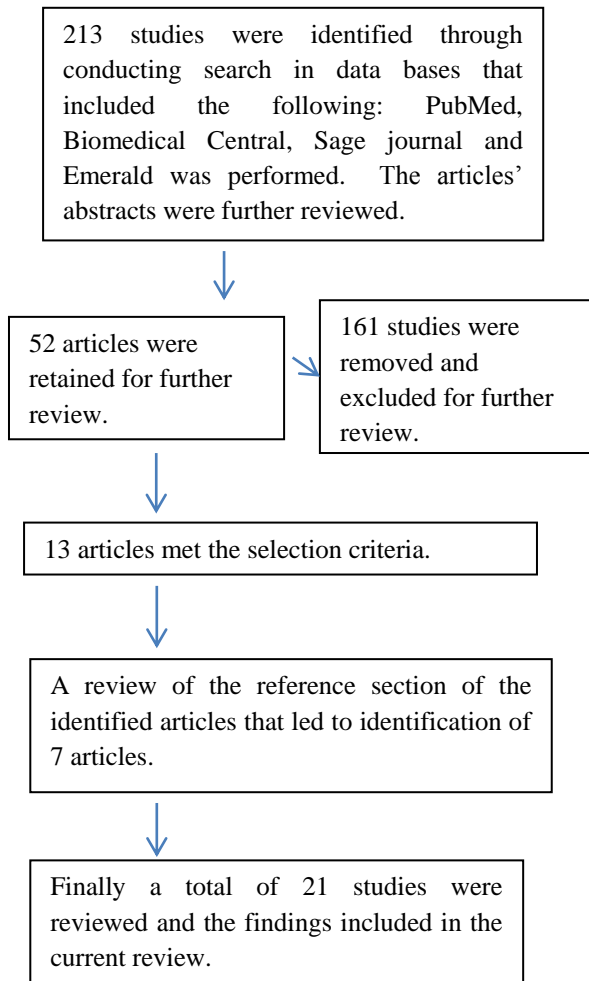 213 studies were identified through
conducting search in data bases that
included the following: PubMed,
Biomedical Central, Sage journal and
Emerald was performed. The articles'
abstracts were further reviewed.
52 articles were
retained for further
review.
161 studies were
removed and
excluded for further
review.
13 articles met the selection criteria.
A review of the reference section of the
identified articles that led to identification of
7 articles.
Finally a total of 21 studies were
reviewed and the findings included in the
current review.